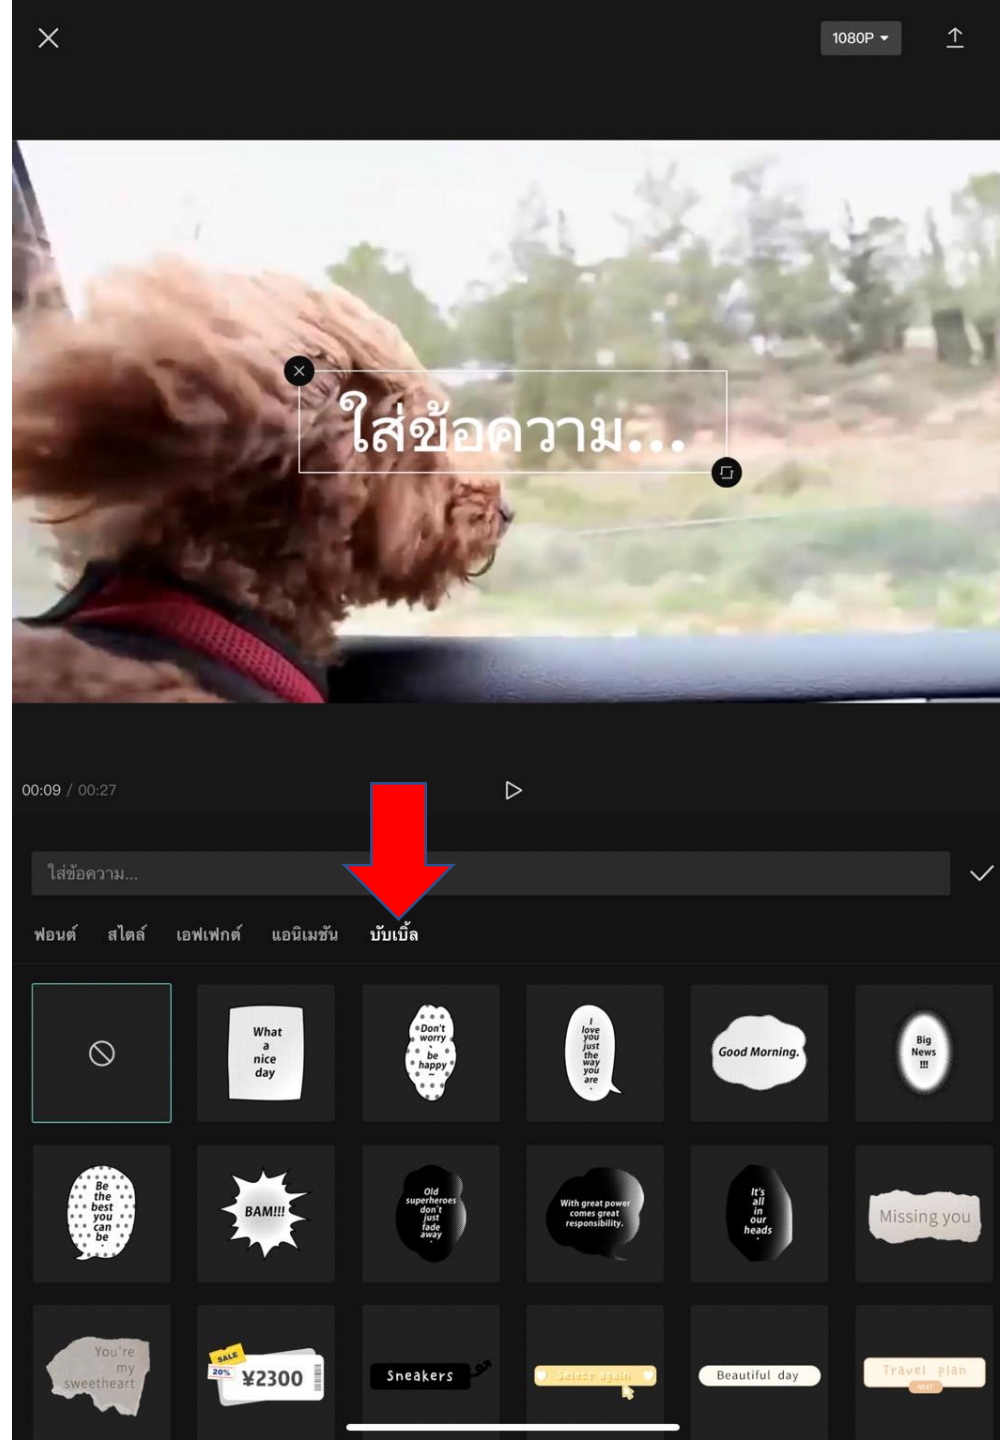 1080P
ใส่ข้อความ...
00:09 / 00:27
ใส่ข้อความ...
ฟอนต์ สไตล์ เอฟเฟกต์ แอนิเมชัน บับเบิ้ล
What
a
nice
day
Don't
worry
be
happy
~
I
love
you
just
the
way
you
are
.
Good Morning.
Big
News
!!!
Be
the
best
you
can
be
.
BAM!!!
Old
superheroes
don't
just
fade
away
.
With great power
comes great
responsibility.
It's
all
in
our
heads
.
Missing you
You're
my
sweetheart
SALE
20%
¥2300
Sneakers
Select again
Beautiful day
Travel plan
NEXT